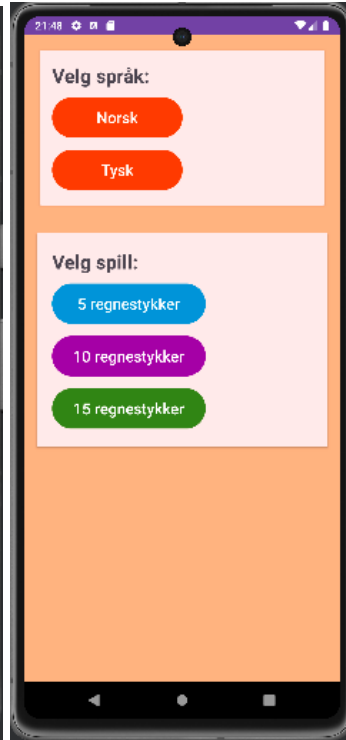 21:48
Velg språk:
Norsk
Tysk
Velg spill:
5 regnestykker
10 regnestykker
15 regnestykker